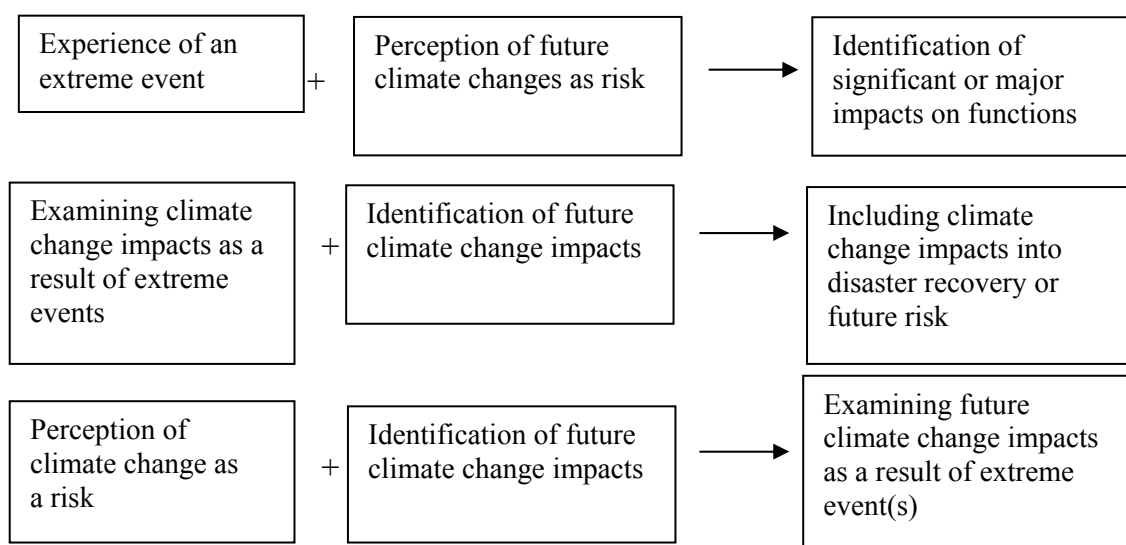 Experience of an
extreme event
+
Perception of future
climate changes as risk
Identification of
significant or major
impacts on functions
Examining climate
change impacts as a
result of extreme
events
+
Identification of future
climate change impacts
Including climate
change impacts into
disaster recovery or
future risk
Perception of
climate change as
a risk
+
Identification of future
climate change impacts
Examining future
climate change impacts
as a result of extreme
event(s)